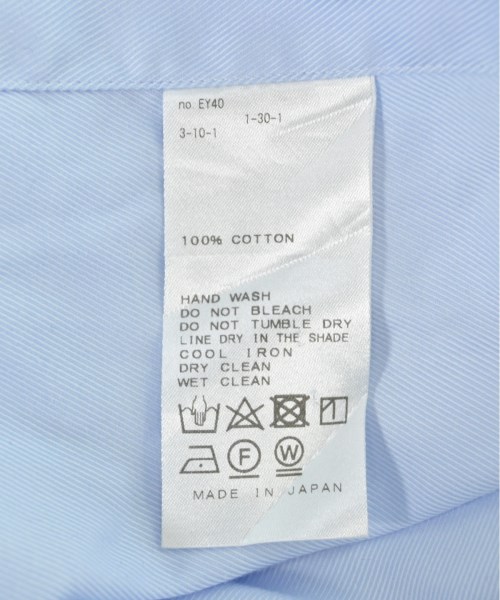 no. EY40
1-30-1
3-10-1
100% COTTON
HAND WASH
DO NOT BLEACH
DO NOT TUMBLE DRY
LINE DRY IN THE SHADE
COOL IRON
DRY CLEAN
WET CLEAN
F W
MADE IN JAPAN